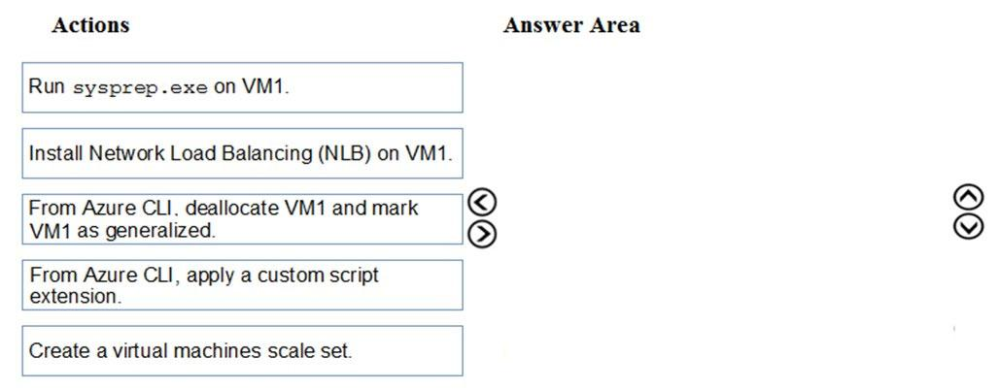 Actions
Answer Area
Run sysprep.exe on VM1.
Install Network Load Balancing (NLB) on VM1.
From Azure CLI, deallocate VM1 and mark
VM1 as generalized.
From Azure CLI, apply a custom script
extension.
Create a virtual machines scale set.